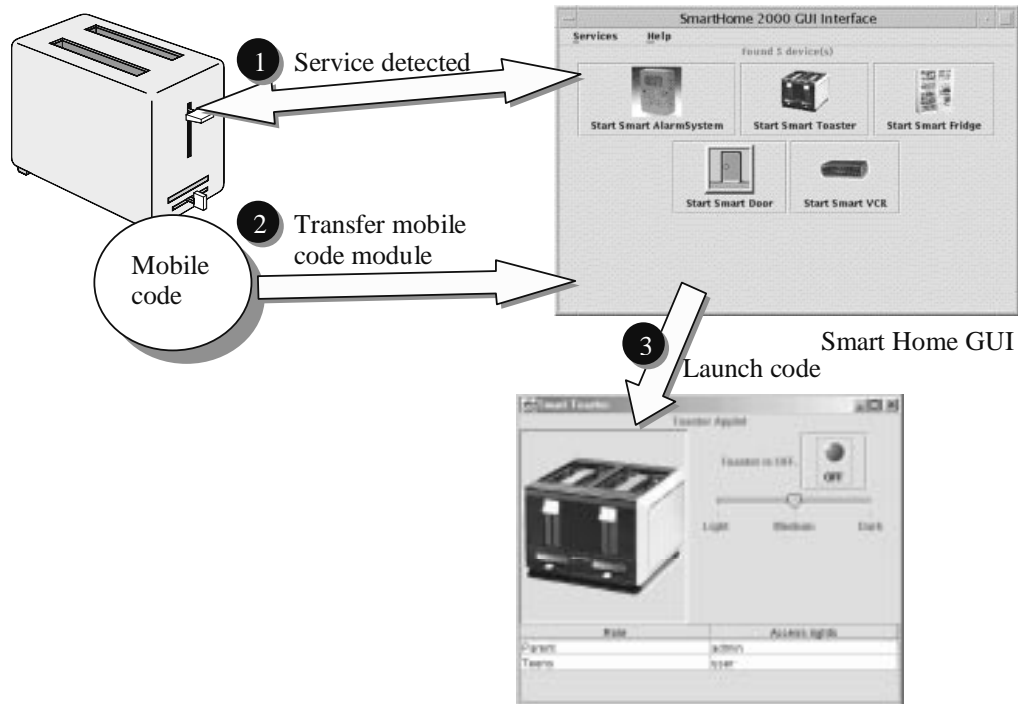 SmartHome 2000 GUI Interface
Services Help
found 5 device(s)
1 Service detected
Start Smart AlarmSystem Start Smart Toaster Start Smart Fridge
Start Smart Door Start Smart VCR
2 Transfer mobile
code module
Mobile
code
Smart Home GUI
3
Launch code
Smart Toaster
Toaster Applet
Toaster is OFF.
OFF
Light Medium Dark
Role Access rights
Parent admin
Teens user